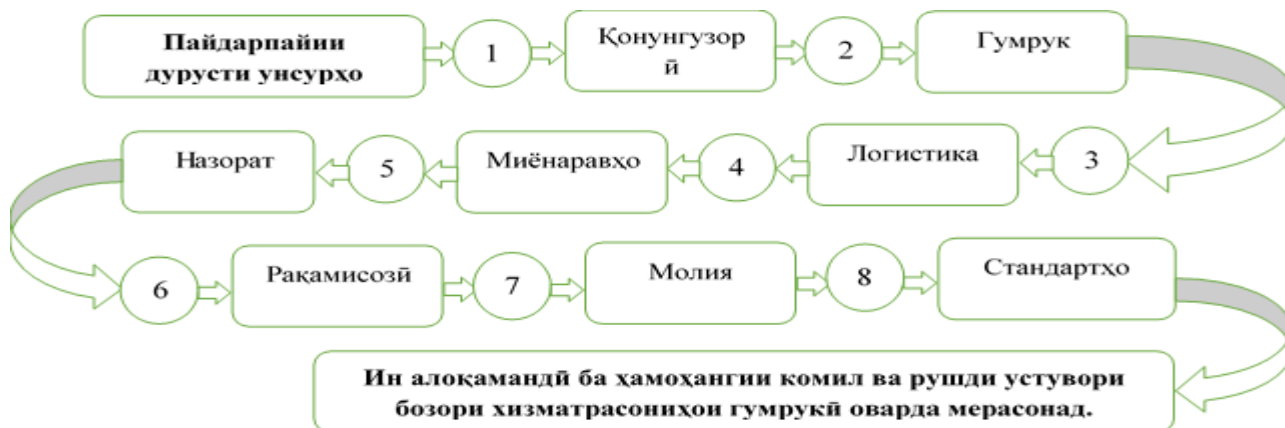 Пайдарпайии
дурусти унсурҳо
1
Қонунгузор
ӣ
2
Гумрук
3
Логистика
4
Миёнаравҳо
5
Назорат
6
Рақамисозӣ
7
Молия
8
Стандартҳо
Ин алоқамандӣ ба ҳамоҳангии комил ва рушди устувори
бозори хизматрасониҳои гумрукӣ оварда мерасонад.